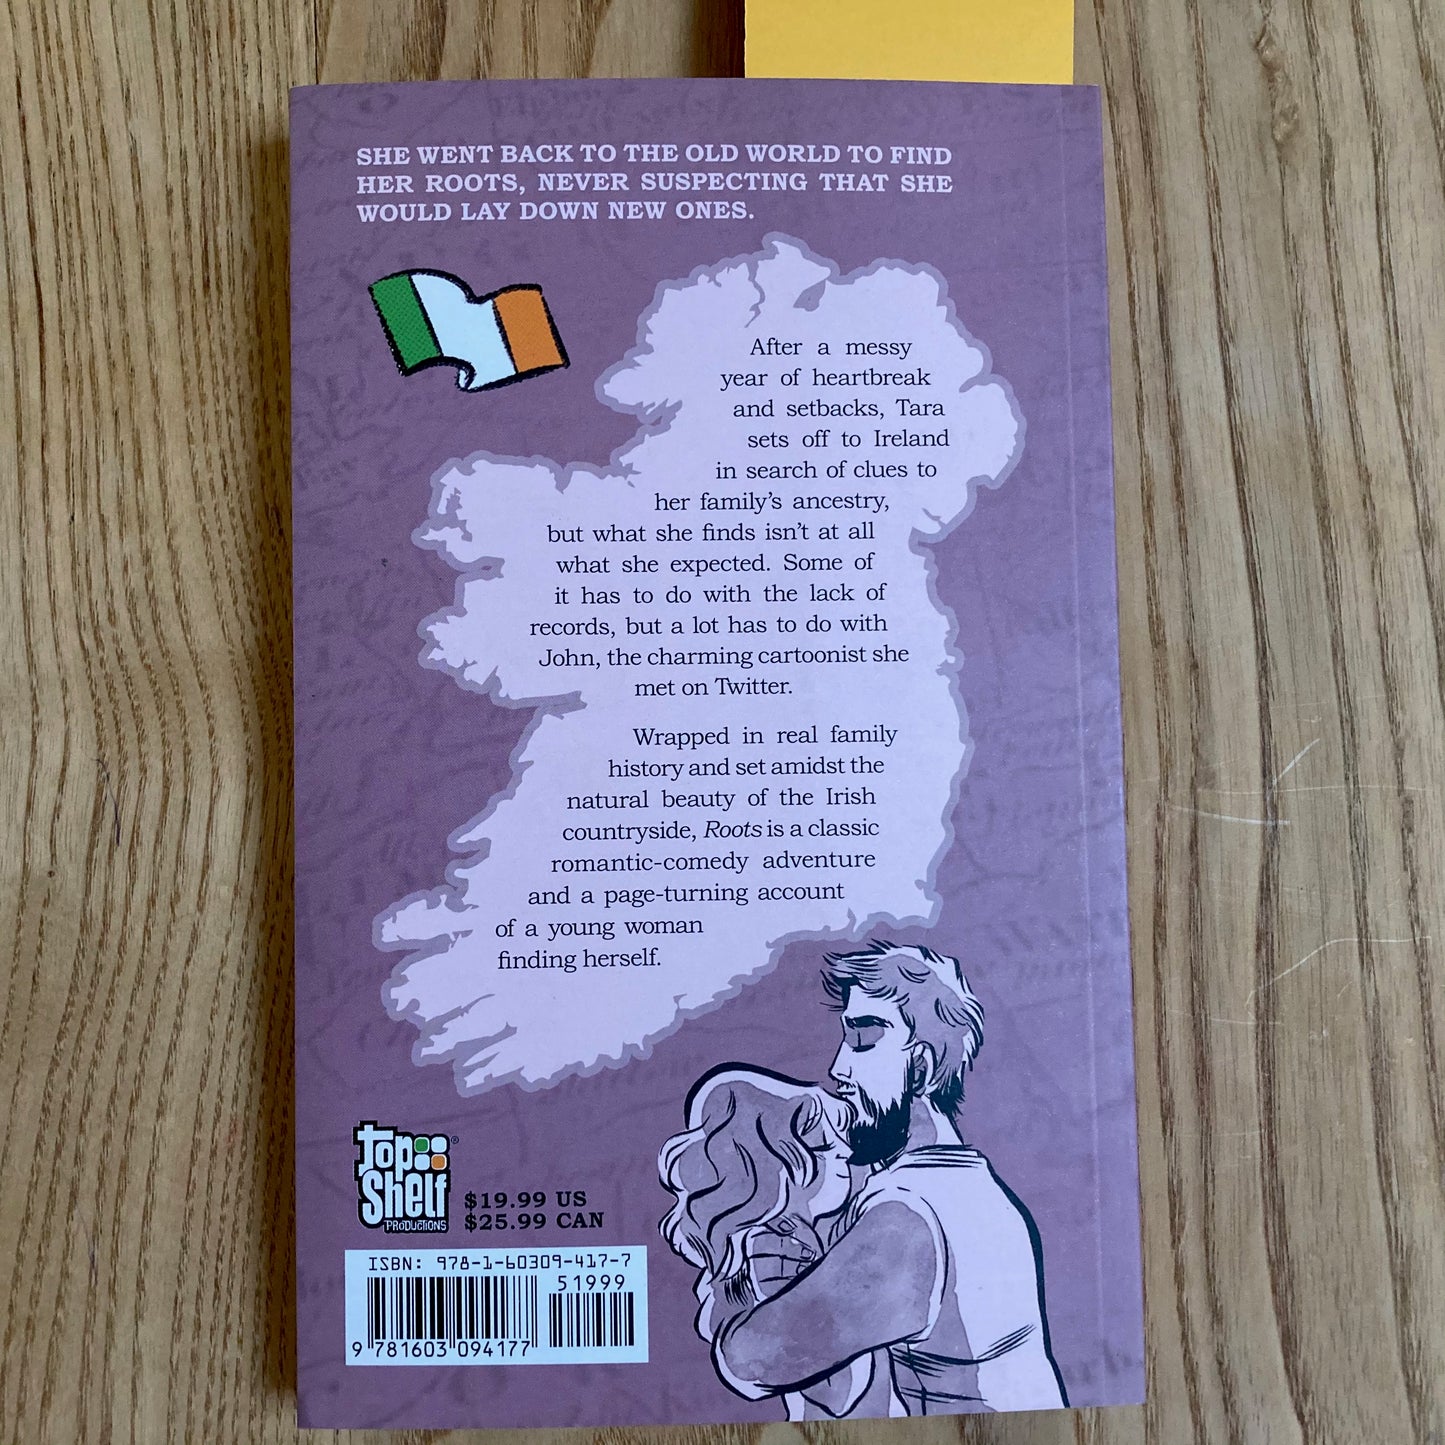 SHE WENT BACK TO THE OLD WORLD TO FIND
HER ROOTS, NEVER SUSPECTING THAT SHE
WOULD LAY DOWN NEW ONES.
After a messy
year of heartbreak
and setbacks, Tara
sets off to Ireland
in search of clues to
her family's ancestry,
but what she finds isn't at all
what she expected. Some of
it has to do with the lack of
records, but a lot has to do with
John, the charming cartoonist she
met on Twitter.
Wrapped in real family
history and set amidst the
natural beauty of the Irish
countryside, Roots is a classic
romantic-comedy adventure
and a page-turning account
of a young woman
finding herself.
Top
Shelf
PRODUCTIONS
®
$19.99 US
$25.99 CAN
ISBN: 978-1-60309-417-7
51999
9 781603 094177